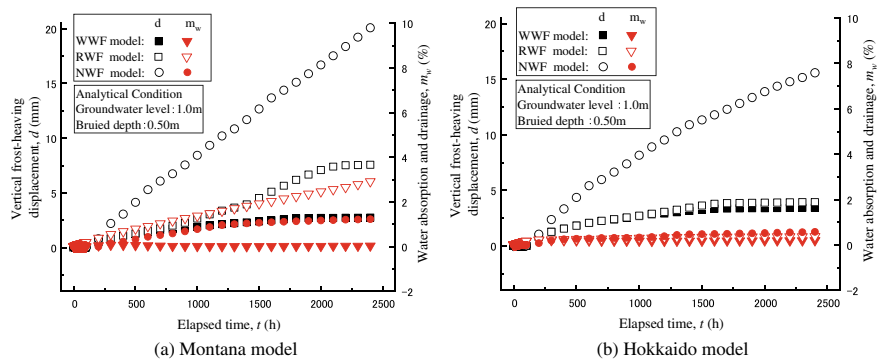 d m_w
WWF model:
RWF model:
NWF model:
Analytical Condition
Groundwater level : 1.0m
Bruied depth : 0.50m
Vertical frost-heaving
displacement, d (mm)
20
15
10
5
0
10
8
6
4
2
0
-2
Water absorption and drainage, m_w (%)
0 500 1000 1500 2000 2500
Elapsed time, t (h)
(a) Montana model
d m_w
WWF model:
RWF model:
NWF model:
Analytical Condition
Groundwater level : 1.0m
Bruied depth : 0.50m
Vertical frost-heaving
displacement, d (mm)
20
15
10
5
0
10
8
6
4
2
0
-2
Water absorption and drainage, m_w (%)
0 500 1000 1500 2000 2500
Elapsed time, t (h)
(b) Hokkaido model